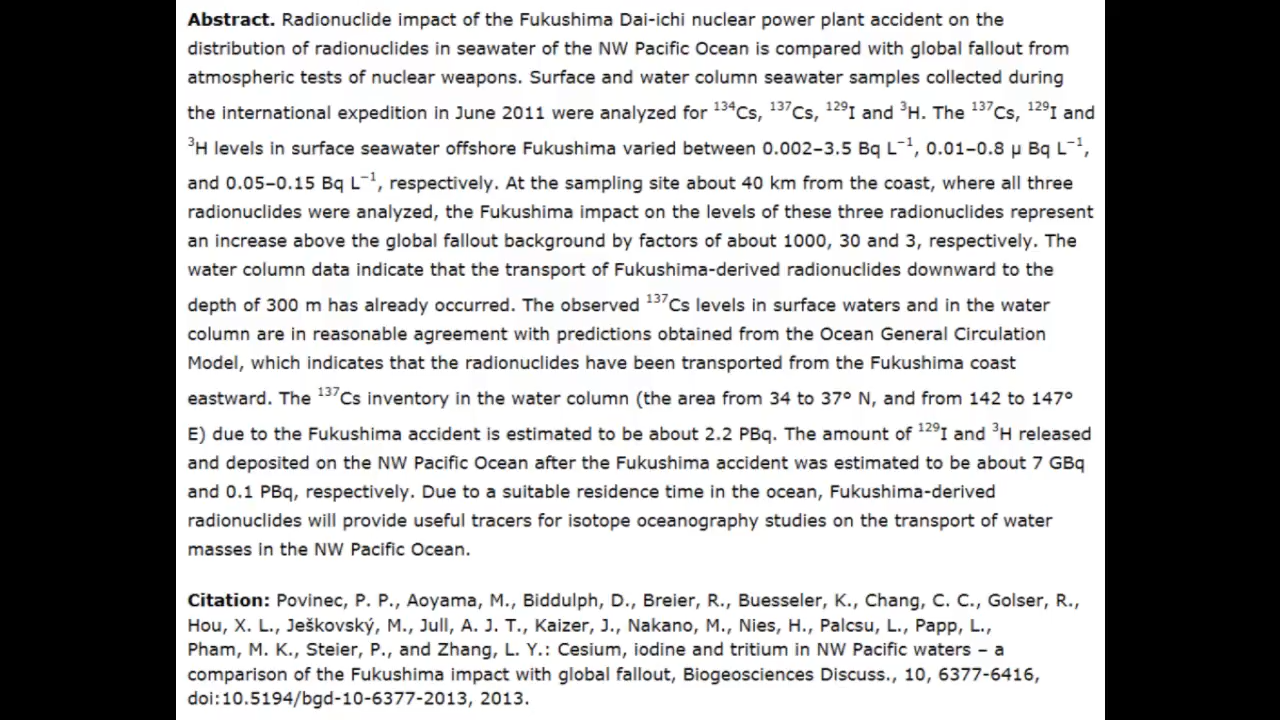 Abstract. Radionuclide impact of the Fukushima Dai-ichi nuclear power plant accident on the
distribution of radionuclides in seawater of the NW Pacific Ocean is compared with global fallout from
atmospheric tests of nuclear weapons. Surface and water column seawater samples collected during
the international expedition in June 2011 were analyzed for ¹³⁴Cs, ¹³⁷Cs, ¹²⁹I and ³H. The ¹³⁷Cs, ¹²⁹I and
³H levels in surface seawater offshore Fukushima varied between 0.002–3.5 Bq L⁻¹, 0.01–0.8 μ Bq L⁻¹,
and 0.05–0.15 Bq L⁻¹, respectively. At the sampling site about 40 km from the coast, where all three
radionuclides were analyzed, the Fukushima impact on the levels of these three radionuclides represent
an increase above the global fallout background by factors of about 1000, 30 and 3, respectively. The
water column data indicate that the transport of Fukushima-derived radionuclides downward to the
depth of 300 m has already occurred. The observed ¹³⁷Cs levels in surface waters and in the water
column are in reasonable agreement with predictions obtained from the Ocean General Circulation
Model, which indicates that the radionuclides have been transported from the Fukushima coast
eastward. The ¹³⁷Cs inventory in the water column (the area from 34 to 37° N, and from 142 to 147°
E) due to the Fukushima accident is estimated to be about 2.2 PBq. The amount of ¹²⁹I and ³H released
and deposited on the NW Pacific Ocean after the Fukushima accident was estimated to be about 7 GBq
and 0.1 PBq, respectively. Due to a suitable residence time in the ocean, Fukushima-derived
radionuclides will provide useful tracers for isotope oceanography studies on the transport of water
masses in the NW Pacific Ocean.
Citation: Povinec, P. P., Aoyama, M., Biddulph, D., Breier, R., Buesseler, K., Chang, C. C., Golser, R.,
Hou, X. L., Ješkovský, M., Jull, A. J. T., Kaizer, J., Nakano, M., Nies, H., Palcsu, L., Papp, L.,
Pham, M. K., Steier, P., and Zhang, L. Y.: Cesium, iodine and tritium in NW Pacific waters – a
comparison of the Fukushima impact with global fallout, Biogeosciences Discuss., 10, 6377-6416,
doi:10.5194/bgd-10-6377-2013, 2013.